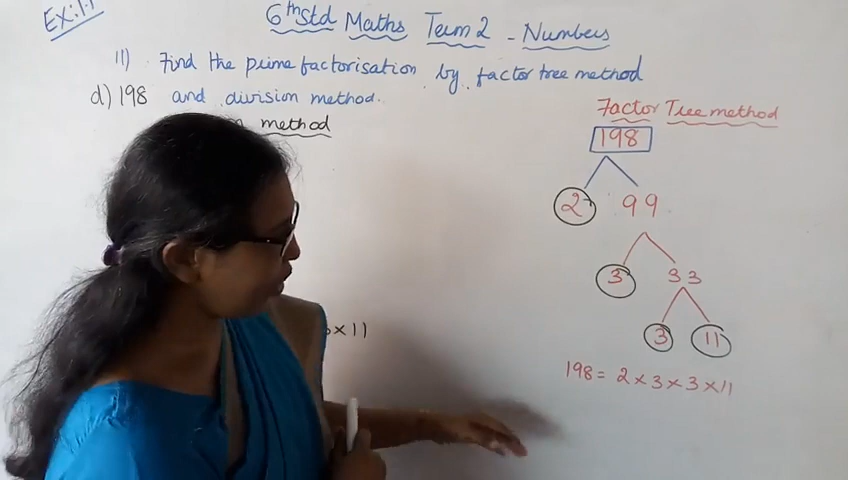 Ex:1.1
6th Std Maths Term 2 - Numbers
11) Find the prime factorisation by factor tree method
d) 198 and division method.
method
Factor Tree method
198
2 99
3 33
3 11
×11
198 = 2×3×3×11